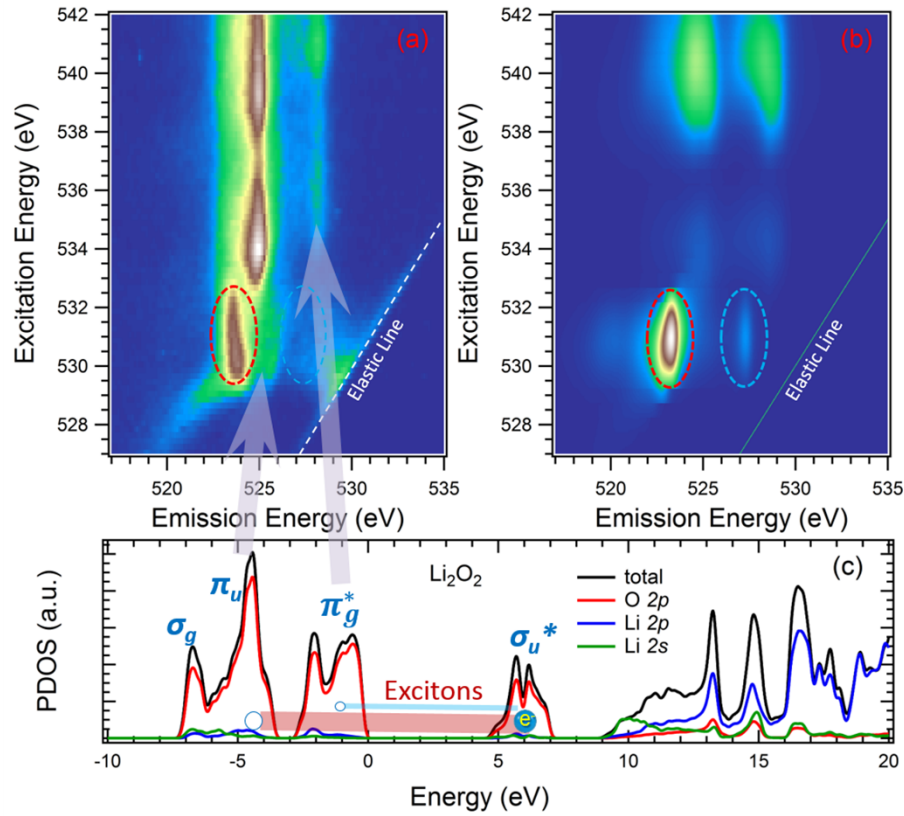 542
540
538
536
534
532
530
528
Excitation Energy (eV)
(a)
Elastic Line
520
525
530
535
Emission Energy (eV)
542
540
538
536
534
532
530
528
Excitation Energy (eV)
(b)
Elastic Line
520
525
530
535
Emission Energy (eV)
PDOS (a.u.)
Li₂O₂
(c)
σg
πu
πg*
σu*
Excitons
e⁻
total
O 2p
Li 2p
Li 2s
-10
-5
0
5
10
15
20
Energy (eV)